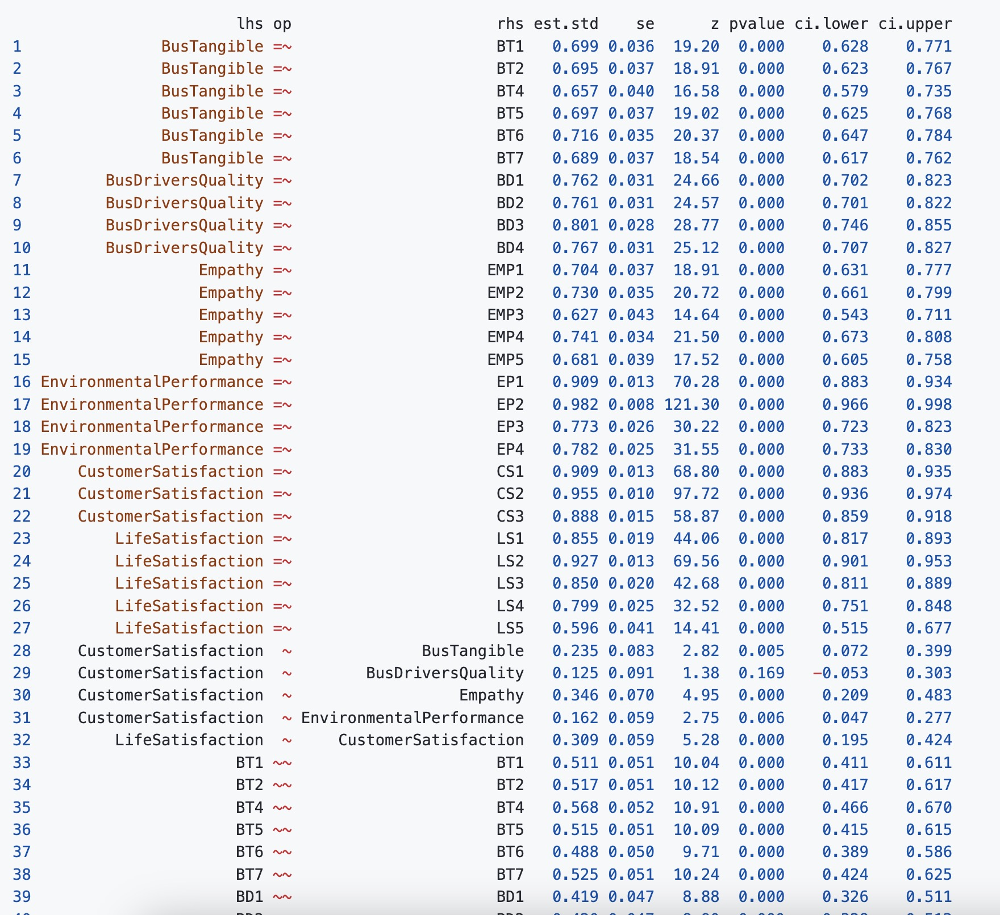 lhs op rhs est.std se z pvalue ci.lower ci.upper
1 BusTangible =~ BT1 0.699 0.036 19.20 0.000 0.628 0.771
2 BusTangible =~ BT2 0.695 0.037 18.91 0.000 0.623 0.767
3 BusTangible =~ BT4 0.657 0.040 16.58 0.000 0.579 0.735
4 BusTangible =~ BT5 0.697 0.037 19.02 0.000 0.625 0.768
5 BusTangible =~ BT6 0.716 0.035 20.37 0.000 0.647 0.784
6 BusTangible =~ BT7 0.689 0.037 18.54 0.000 0.617 0.762
7 BusDriversQuality =~ BD1 0.762 0.031 24.66 0.000 0.702 0.823
8 BusDriversQuality =~ BD2 0.761 0.031 24.57 0.000 0.701 0.822
9 BusDriversQuality =~ BD3 0.801 0.028 28.77 0.000 0.746 0.855
10 BusDriversQuality =~ BD4 0.767 0.031 25.12 0.000 0.707 0.827
11 Empathy =~ EMP1 0.704 0.037 18.91 0.000 0.631 0.777
12 Empathy =~ EMP2 0.730 0.035 20.72 0.000 0.661 0.799
13 Empathy =~ EMP3 0.627 0.043 14.64 0.000 0.543 0.711
14 Empathy =~ EMP4 0.741 0.034 21.50 0.000 0.673 0.808
15 Empathy =~ EMP5 0.681 0.039 17.52 0.000 0.605 0.758
16 EnvironmentalPerformance =~ EP1 0.909 0.013 70.28 0.000 0.883 0.934
17 EnvironmentalPerformance =~ EP2 0.982 0.008 121.30 0.000 0.966 0.998
18 EnvironmentalPerformance =~ EP3 0.773 0.026 30.22 0.000 0.723 0.823
19 EnvironmentalPerformance =~ EP4 0.782 0.025 31.55 0.000 0.733 0.830
20 CustomerSatisfaction =~ CS1 0.909 0.013 68.80 0.000 0.883 0.935
21 CustomerSatisfaction =~ CS2 0.955 0.010 97.72 0.000 0.936 0.974
22 CustomerSatisfaction =~ CS3 0.888 0.015 58.87 0.000 0.859 0.918
23 LifeSatisfaction =~ LS1 0.855 0.019 44.06 0.000 0.817 0.893
24 LifeSatisfaction =~ LS2 0.927 0.013 69.56 0.000 0.901 0.953
25 LifeSatisfaction =~ LS3 0.850 0.020 42.68 0.000 0.811 0.889
26 LifeSatisfaction =~ LS4 0.799 0.025 32.52 0.000 0.751 0.848
27 LifeSatisfaction =~ LS5 0.596 0.041 14.41 0.000 0.515 0.677
28 CustomerSatisfaction ~ BusTangible 0.235 0.083 2.82 0.005 0.072 0.399
29 CustomerSatisfaction ~ BusDriversQuality 0.125 0.091 1.38 0.169 −0.053 0.303
30 CustomerSatisfaction ~ Empathy 0.346 0.070 4.95 0.000 0.209 0.483
31 CustomerSatisfaction ~ EnvironmentalPerformance 0.162 0.059 2.75 0.006 0.047 0.277
32 LifeSatisfaction ~ CustomerSatisfaction 0.309 0.059 5.28 0.000 0.195 0.424
33 BT1 ~~ BT1 0.511 0.051 10.04 0.000 0.411 0.611
34 BT2 ~~ BT2 0.517 0.051 10.12 0.000 0.417 0.617
35 BT4 ~~ BT4 0.568 0.052 10.91 0.000 0.466 0.670
36 BT5 ~~ BT5 0.515 0.051 10.09 0.000 0.415 0.615
37 BT6 ~~ BT6 0.488 0.050 9.71 0.000 0.389 0.586
38 BT7 ~~ BT7 0.525 0.051 10.24 0.000 0.424 0.625
39 BD1 ~~ BD1 0.419 0.047 8.88 0.000 0.326 0.511